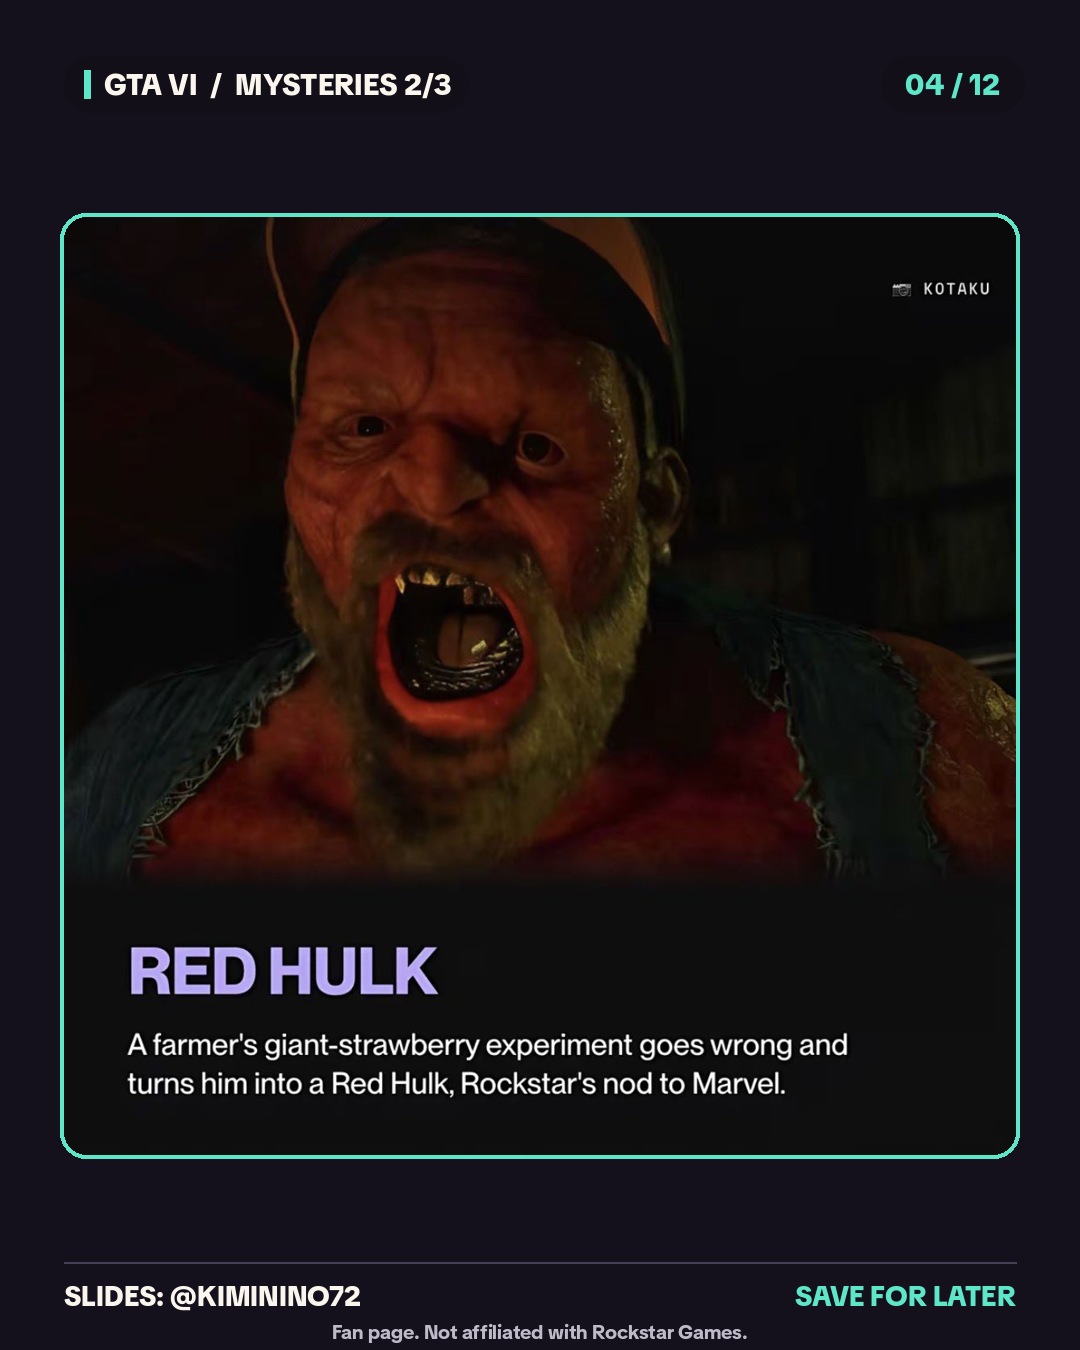 GTA VI / MYSTERIES 2/3
04 / 12
KOTAKU
RED HULK
A farmer's giant-strawberry experiment goes wrong and
turns him into a Red Hulk, Rockstar's nod to Marvel.
SLIDES: @KIMININO72
SAVE FOR LATER
Fan page. Not affiliated with Rockstar Games.